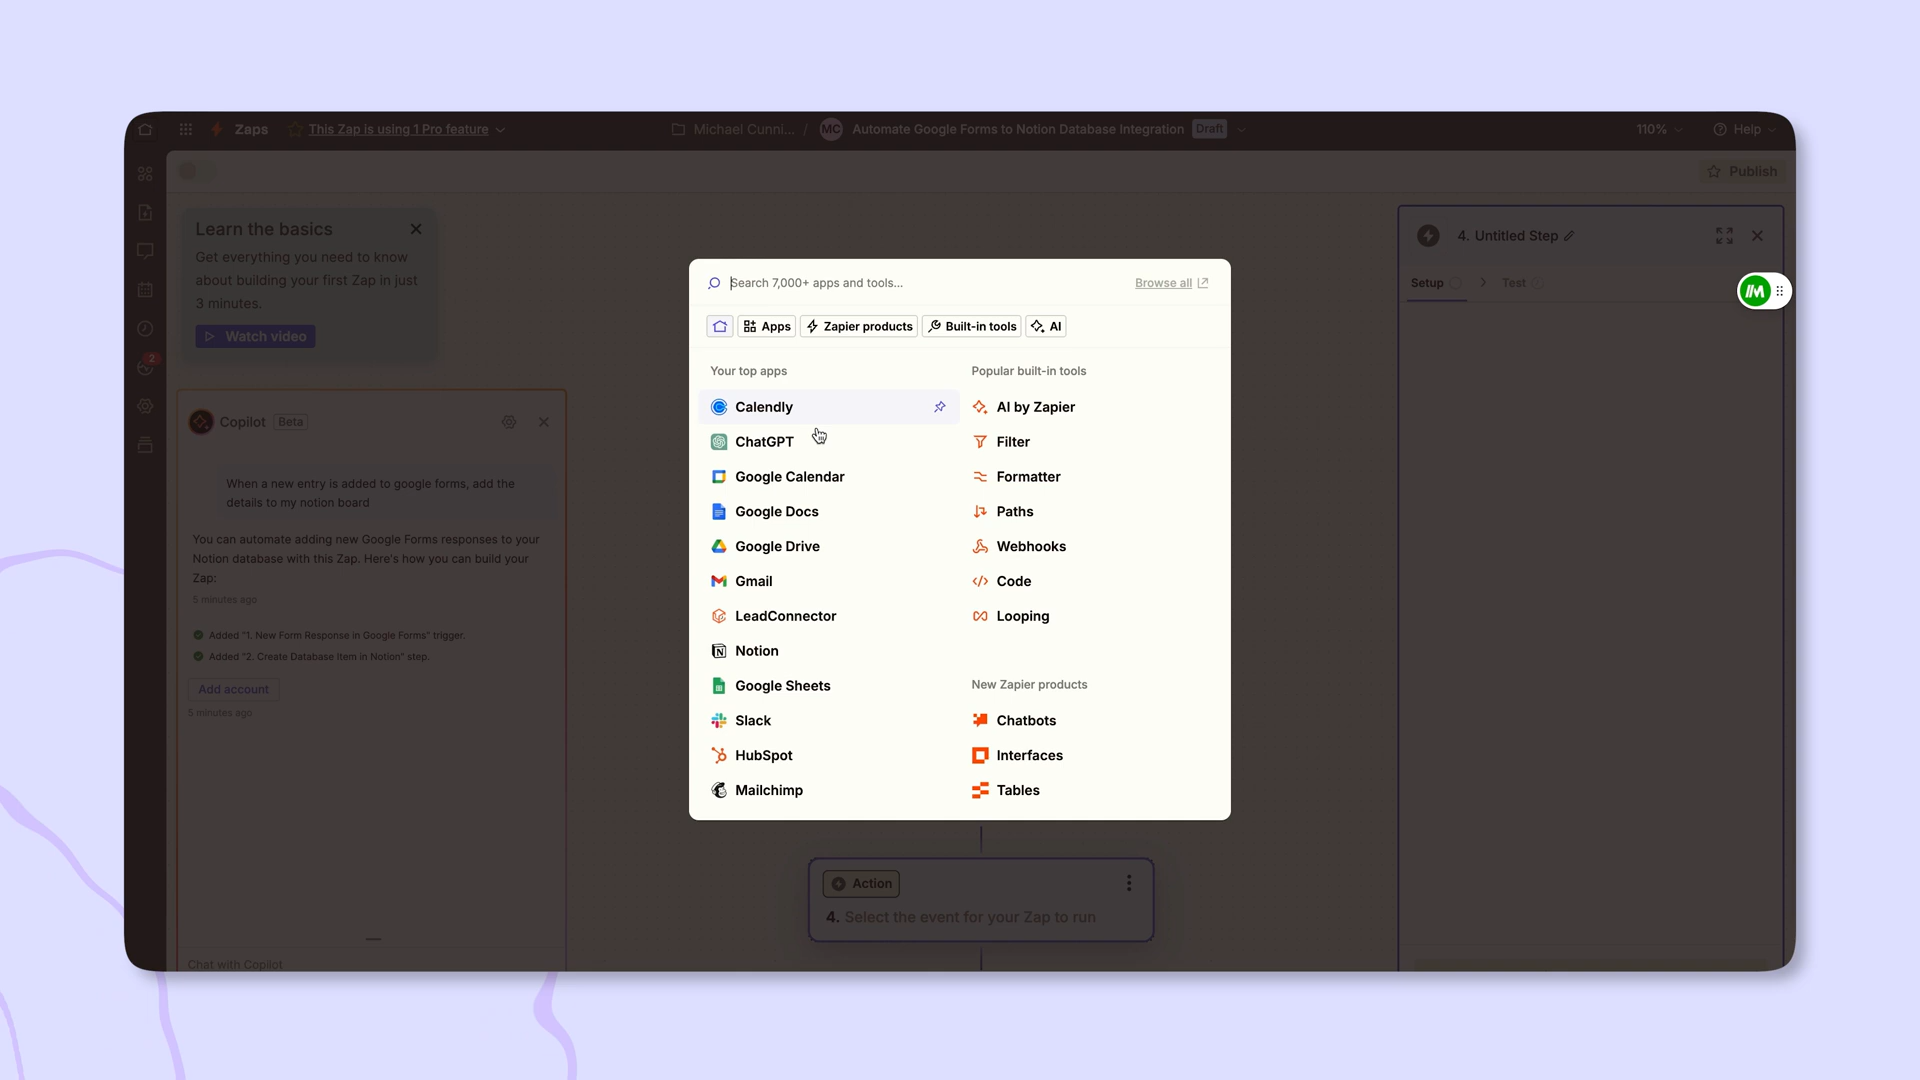 Zaps
This Zap is using 1 Pro feature
Michael Cunni... /
MC
Automate Google Forms to Notion Database Integration
Draft
110%
Help
Publish
Learn the basics
Get everything you need to know
about building your first Zap in just
3 minutes.
Watch video
2
Copilot
Beta
When a new entry is added to google forms, add the
details to my notion board
You can automate adding new Google Forms responses to your
Notion database with this Zap. Here's how you can build your
Zap:
5 minutes ago
Added "1. New Form Response in Google Forms" trigger.
Added "2. Create Database Item in Notion" step.
Add account
5 minutes ago
Chat with Copilot
Search 7,000+ apps and tools...
Browse all
Apps
Zapier products
Built-in tools
AI
Your top apps
Calendly
ChatGPT
Google Calendar
Google Docs
Google Drive
Gmail
LeadConnector
Notion
Google Sheets
Slack
HubSpot
Mailchimp
Popular built-in tools
AI by Zapier
Filter
Formatter
Paths
Webhooks
Code
Looping
New Zapier products
Chatbots
Interfaces
Tables
Action
4. Select the event for your Zap to run
4. Untitled Step
Setup
Test